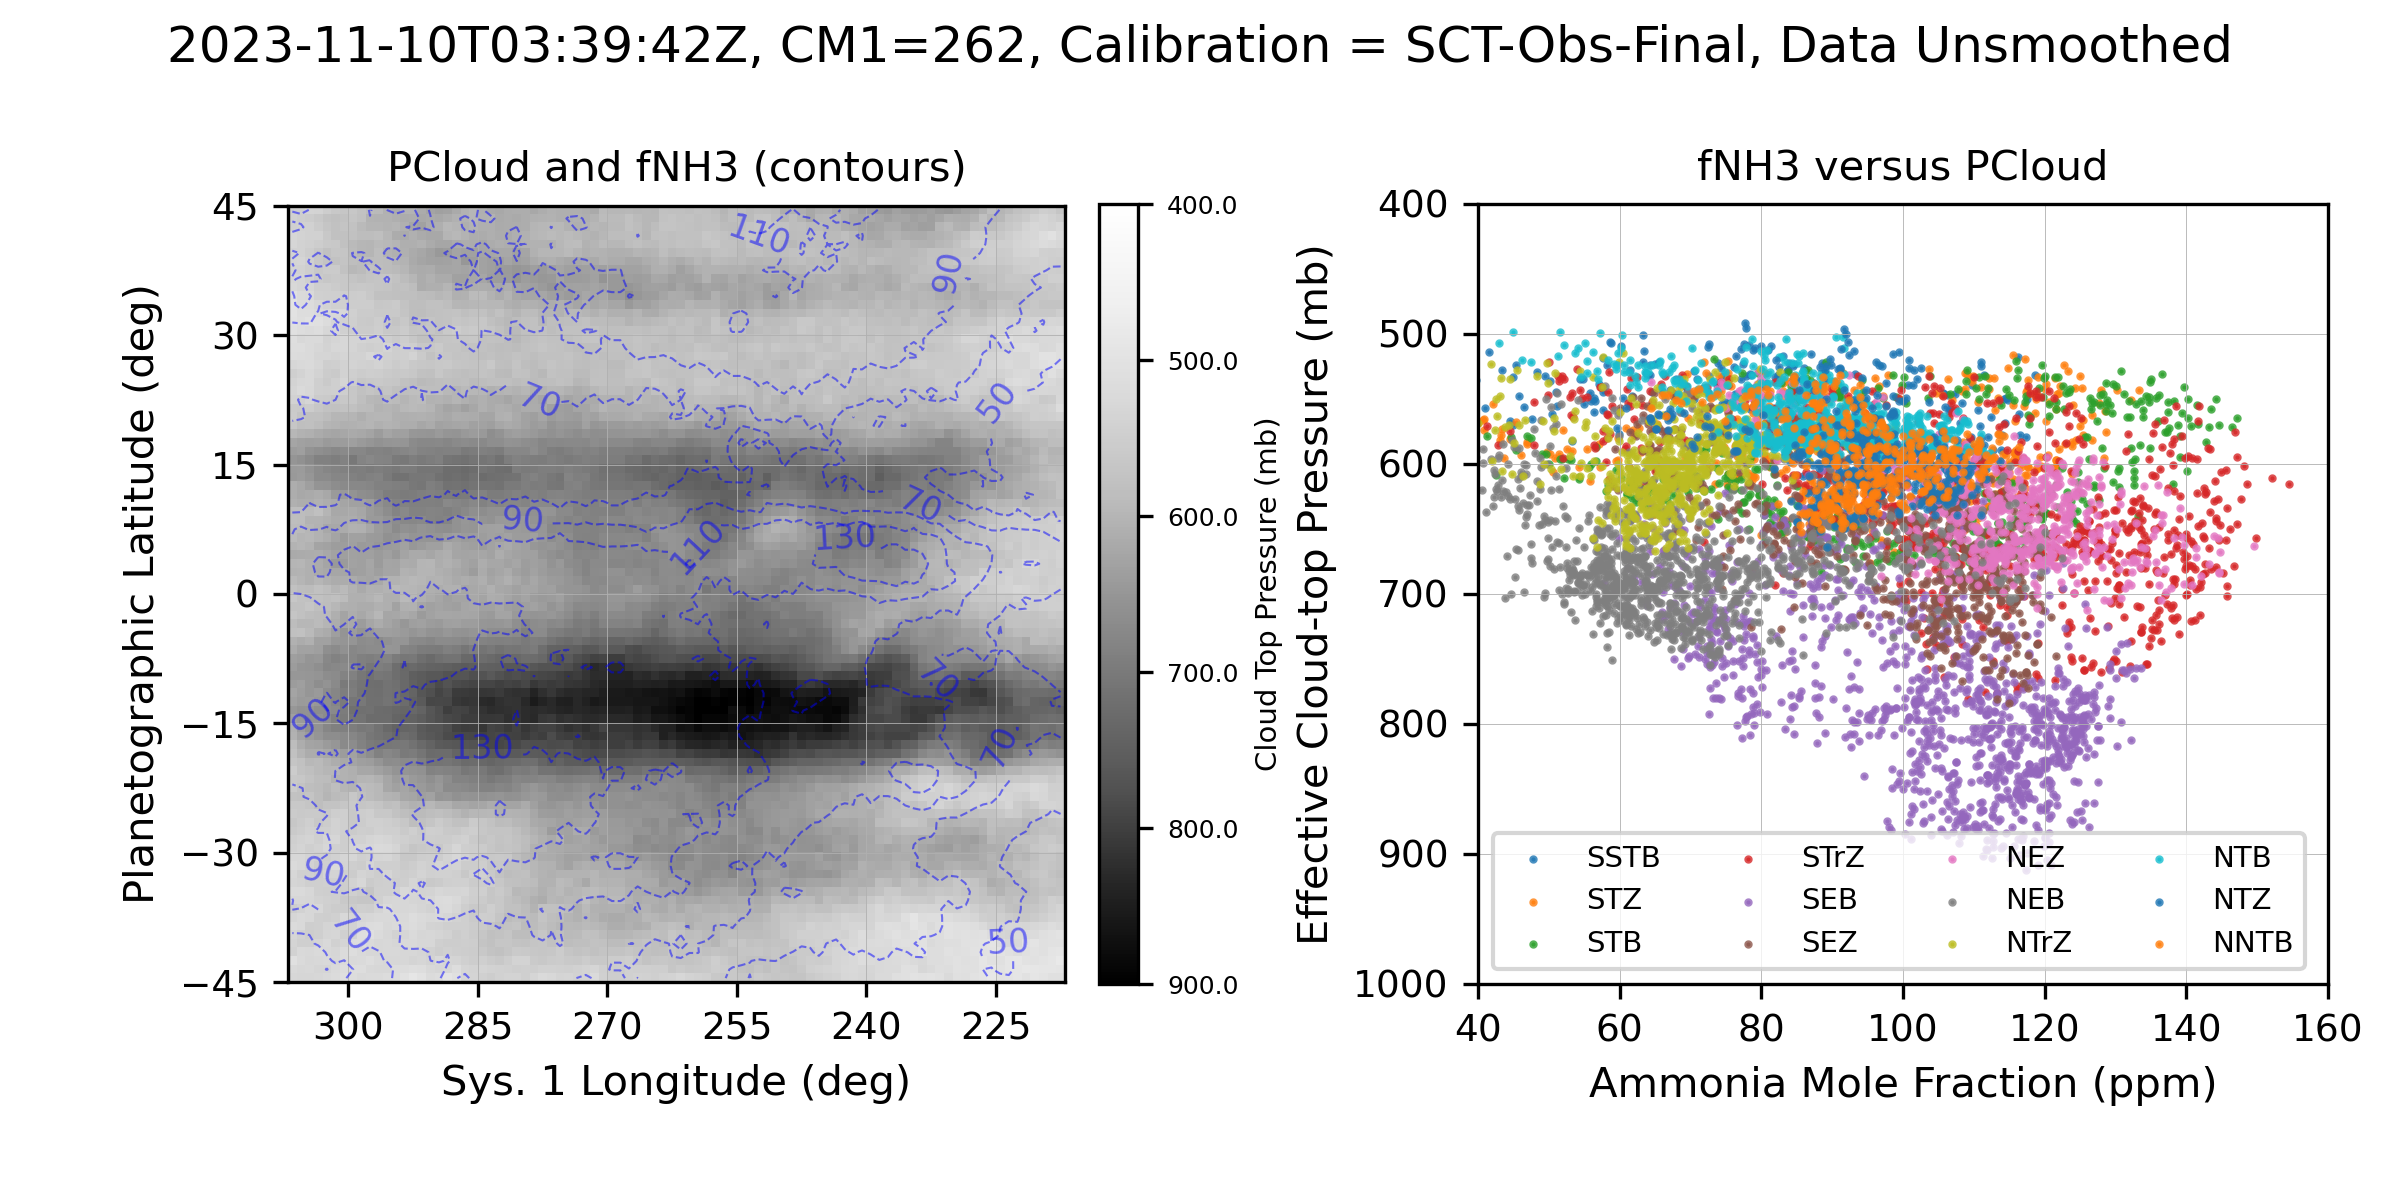 2023-11-10T03:39:42Z, CM1=262, Calibration = SCT-Obs-Final, Data Unsmoothed
PCloud and fNH3 (contours)
45
30
15
0
−15
−30
−45
Planetographic Latitude (deg)
300 285 270 255 240 225
Sys. 1 Longitude (deg)
110
90
70
50
90
70
130
110
70
90
130
70
90
70
50
400.0
500.0
600.0
700.0
800.0
900.0
Cloud Top Pressure (mb)
fNH3 versus PCloud
400
500
600
700
800
900
1000
Effective Cloud-top Pressure (mb)
SSTB STrZ NEZ NTB
STZ SEB NEB NTZ
STB SEZ NTrZ NNTB
40 60 80 100 120 140 160
Ammonia Mole Fraction (ppm)